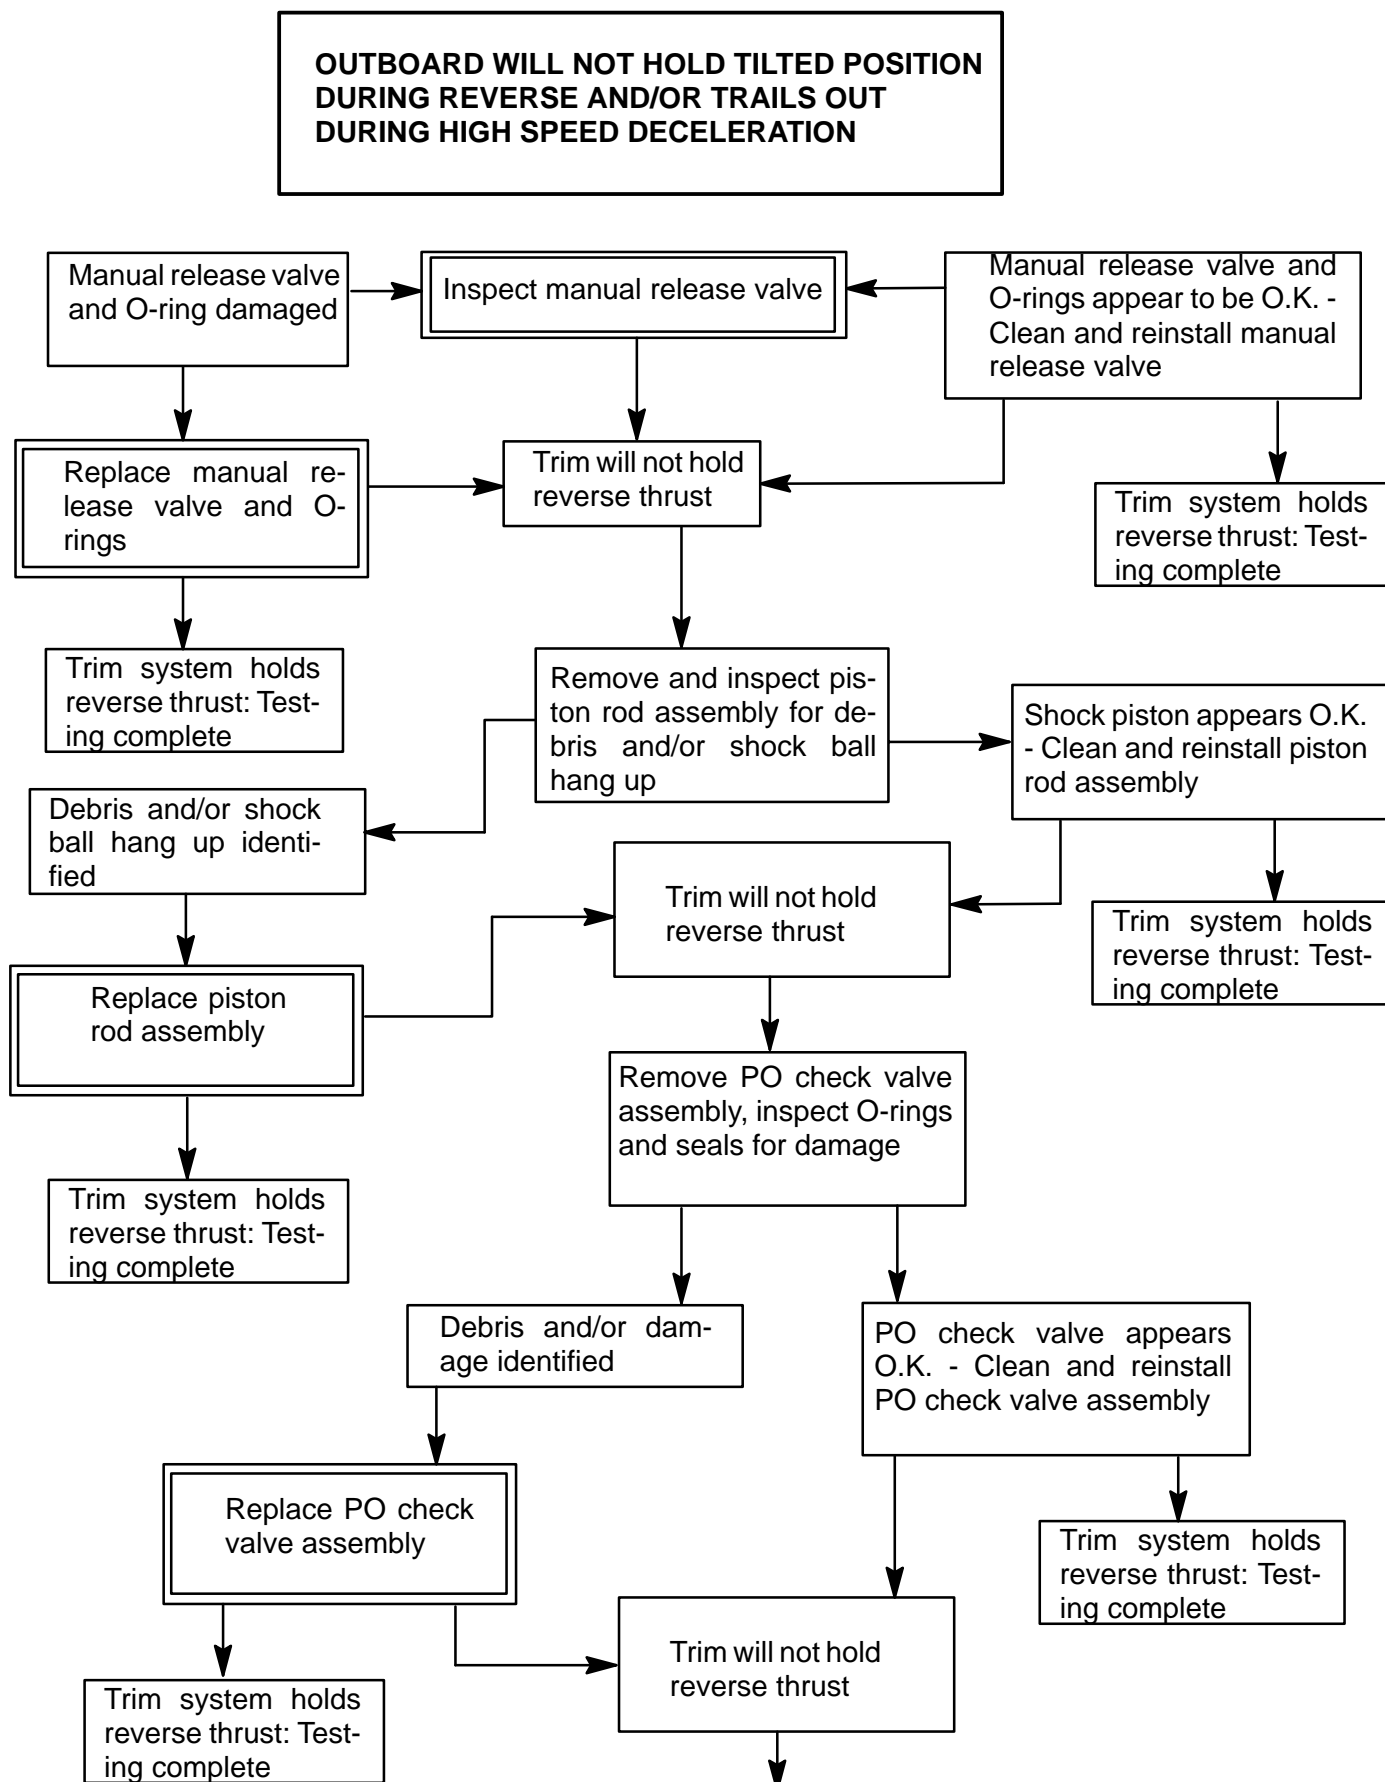 OUTBOARD WILL NOT HOLD TILTED POSITION
DURING REVERSE AND/OR TRAILS OUT
DURING HIGH SPEED DECELERATION
Manual release valve
and O-ring damaged
Inspect manual release valve
Manual release valve and
O-rings appear to be O.K. -
Clean and reinstall manual
release valve
Replace manual re-
lease valve and O-
rings
Trim will not hold
reverse thrust
Trim system holds
reverse thrust: Test-
ing complete
Trim system holds
reverse thrust: Test-
ing complete
Remove and inspect pis-
ton rod assembly for de-
bris and/or shock ball
hang up
Shock piston appears O.K.
- Clean and reinstall piston
rod assembly
Debris and/or shock
ball hang up identi-
fied
Trim will not hold
reverse thrust
Trim system holds
reverse thrust: Test-
ing complete
Replace piston
rod assembly
Remove PO check valve
assembly, inspect O-rings
and seals for damage
Trim system holds
reverse thrust: Test-
ing complete
Debris and/or dam-
age identified
PO check valve appears
O.K. - Clean and reinstall
PO check valve assembly
Replace PO check
valve assembly
Trim system holds
reverse thrust: Test-
ing complete
Trim will not hold
reverse thrust
Trim system holds
reverse thrust: Test-
ing complete